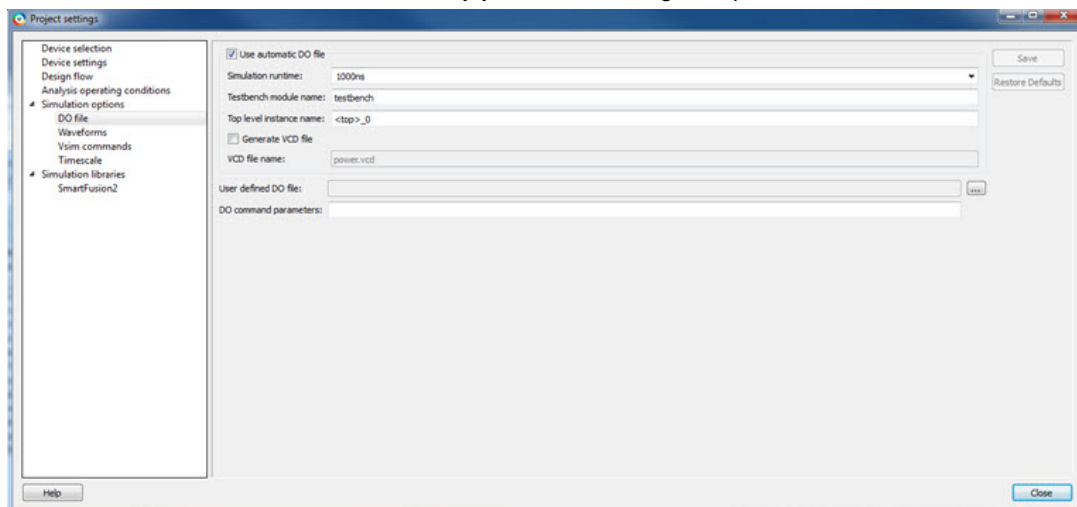 Project settings
Device selection
Device settings
Design flow
Analysis operating conditions
Simulation options
DO file
Waveforms
Vsim commands
Timescale
Simulation libraries
SmartFusion2
Use automatic DO file
Simulation runtime: 1000ns
Testbench module name: testbench
Top level instance name: <top>_0
Generate VCD file
VCD file name: power.vcd
User defined DO file: ...
DO command parameters:
Save
Restore Defaults
Help
Close